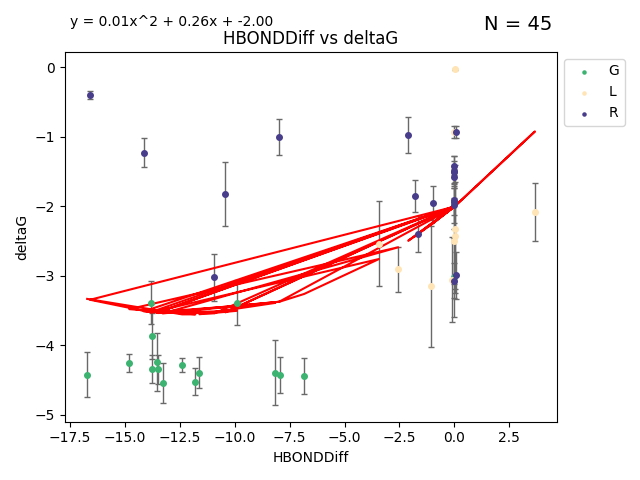 y = 0.01x^2 + 0.26x + -2.00
N = 45
HBONDDiff vs deltaG
G
L
R
deltaG
0
−1
−2
−3
−4
−5
−17.5 −15.0 −12.5 −10.0 −7.5 −5.0 −2.5 0.0 2.5
HBONDDiff